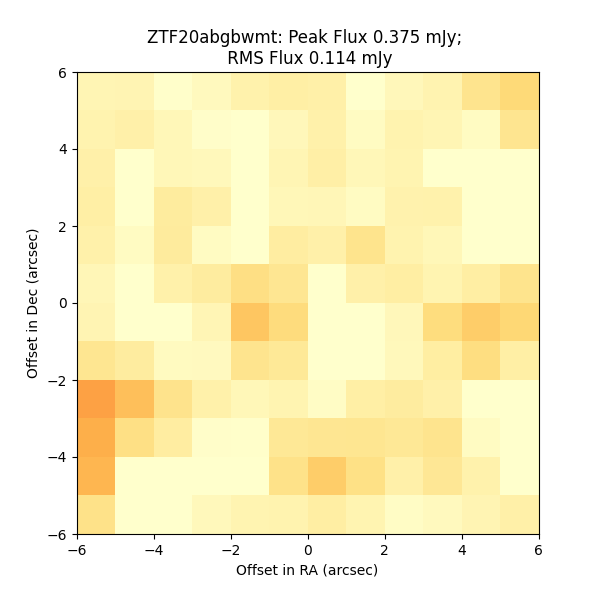 ZTF20abgbwmt: Peak Flux 0.375 mJy;
RMS Flux 0.114 mJy
6
4
2
0
−2
−4
−6
Offset in Dec (arcsec)
−6 −4 −2 0 2 4 6
Offset in RA (arcsec)